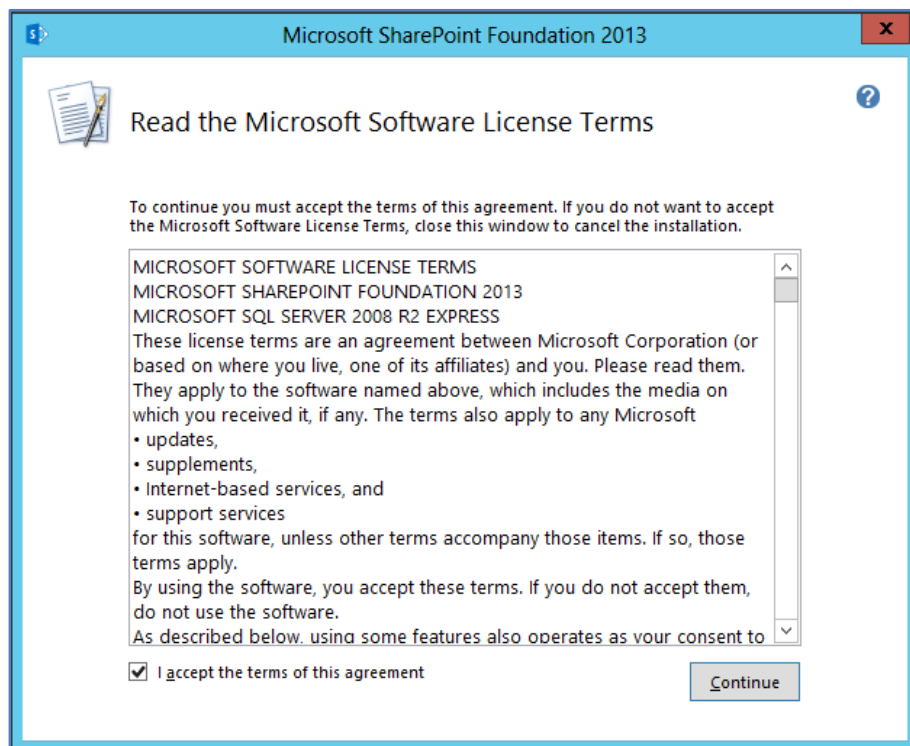 Microsoft SharePoint Foundation 2013
Read the Microsoft Software License Terms
To continue you must accept the terms of this agreement. If you do not want to accept
the Microsoft Software License Terms, close this window to cancel the installation.
MICROSOFT SOFTWARE LICENSE TERMS
MICROSOFT SHAREPOINT FOUNDATION 2013
MICROSOFT SQL SERVER 2008 R2 EXPRESS
These license terms are an agreement between Microsoft Corporation (or
based on where you live, one of its affiliates) and you. Please read them.
They apply to the software named above, which includes the media on
which you received it, if any. The terms also apply to any Microsoft
• updates,
• supplements,
• Internet-based services, and
• support services
for this software, unless other terms accompany those items. If so, those
terms apply.
By using the software, you accept these terms. If you do not accept them,
do not use the software.
As described below, using some features also operates as your consent to
I accept the terms of this agreement
Continue